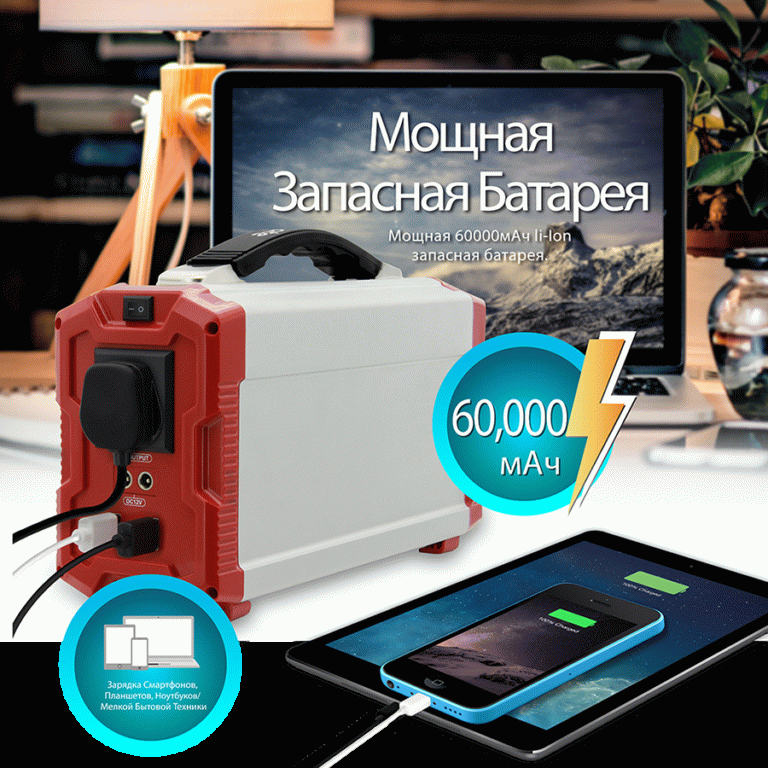 Мощная
Запасная Батарея
Мощная 60000мАч li-Ion
запасная батарея.
60,000
мАч
OUTPUT
DC12V
100% Charged
100% Charged
Зарядка Смартфонов,
Планшетов, Ноутбуков/
Мелкой Бытовой Техники